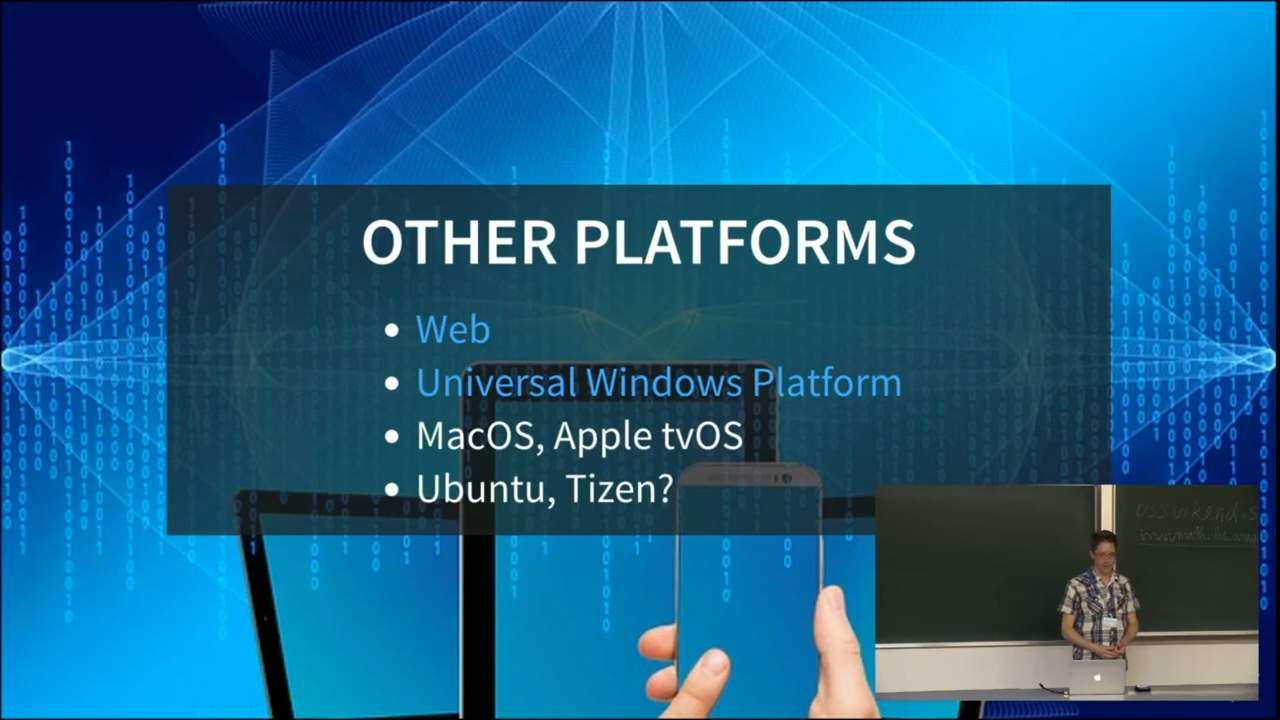 OTHER PLATFORMS
Web
Universal Windows Platform
MacOS, Apple tvOS
Ubuntu, Tizen?